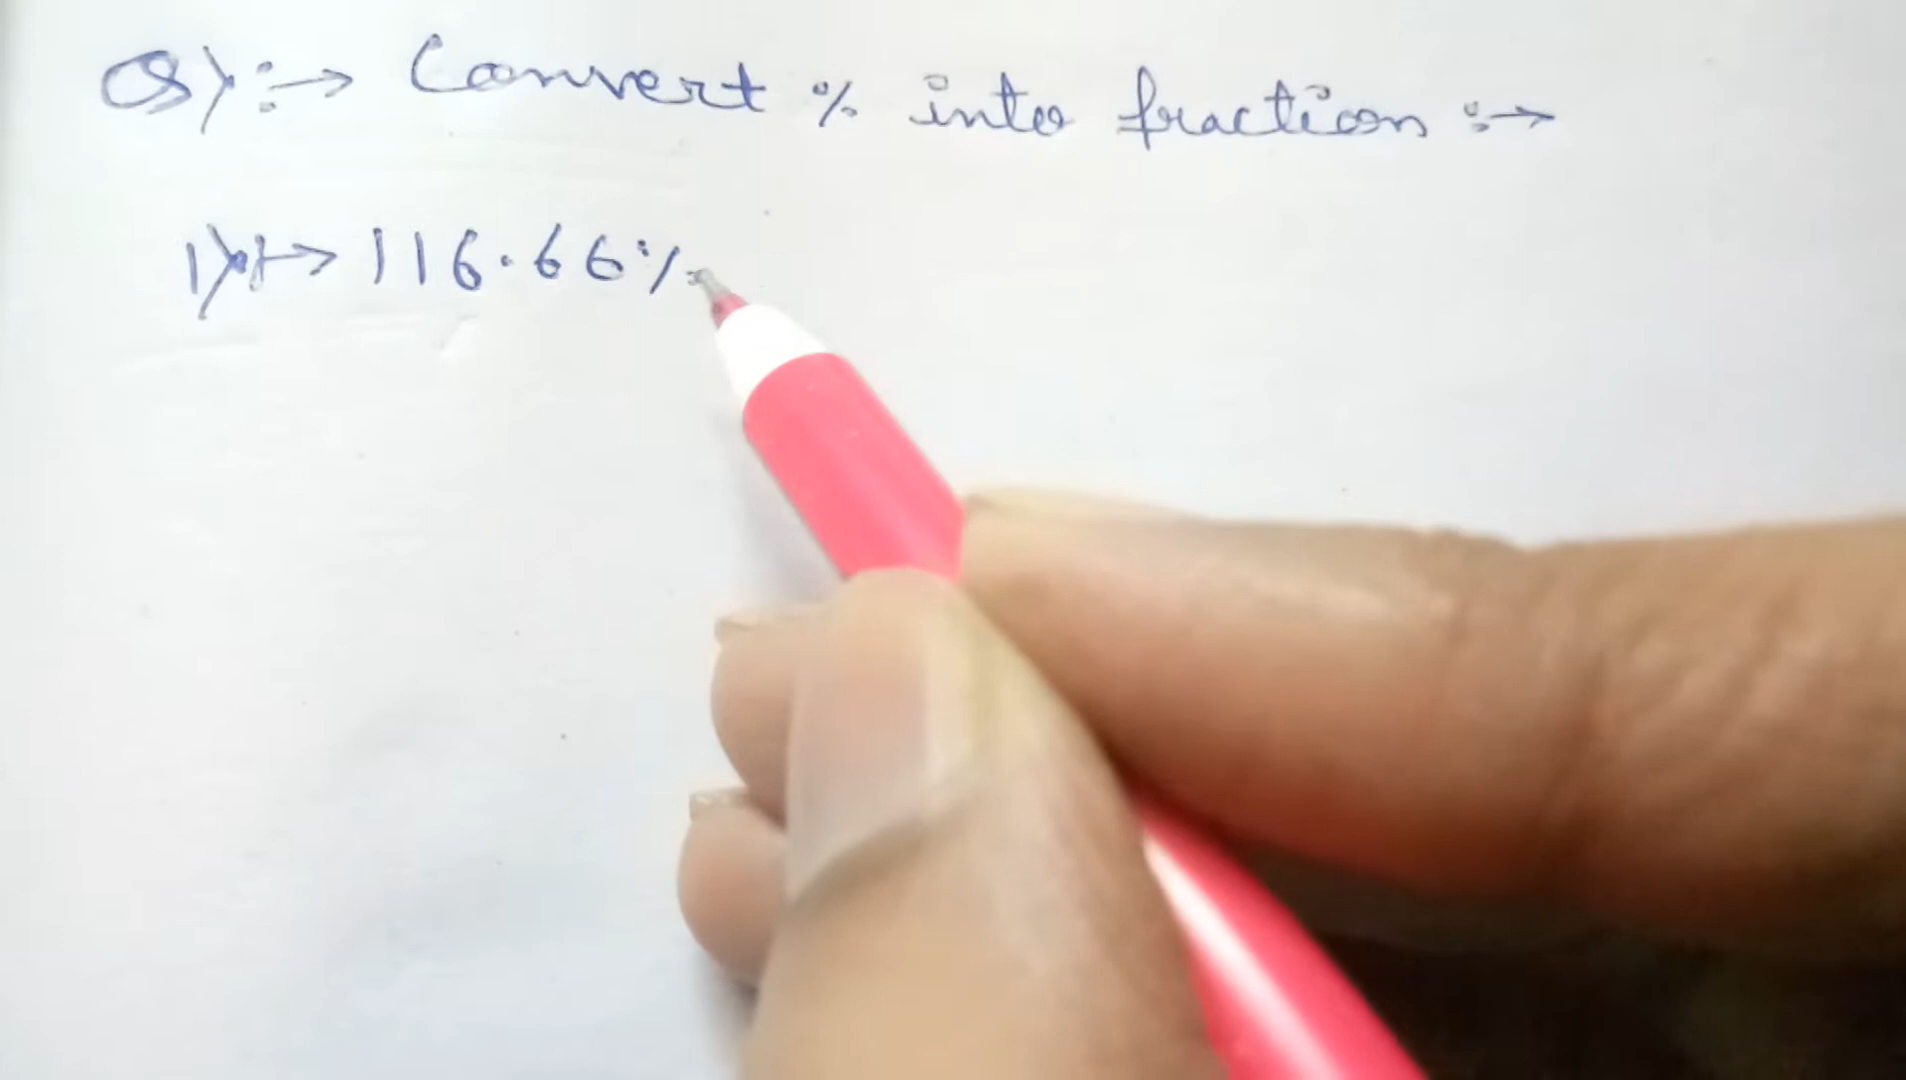 Q):→ Convert % into fraction :→
1):→ 116.66%